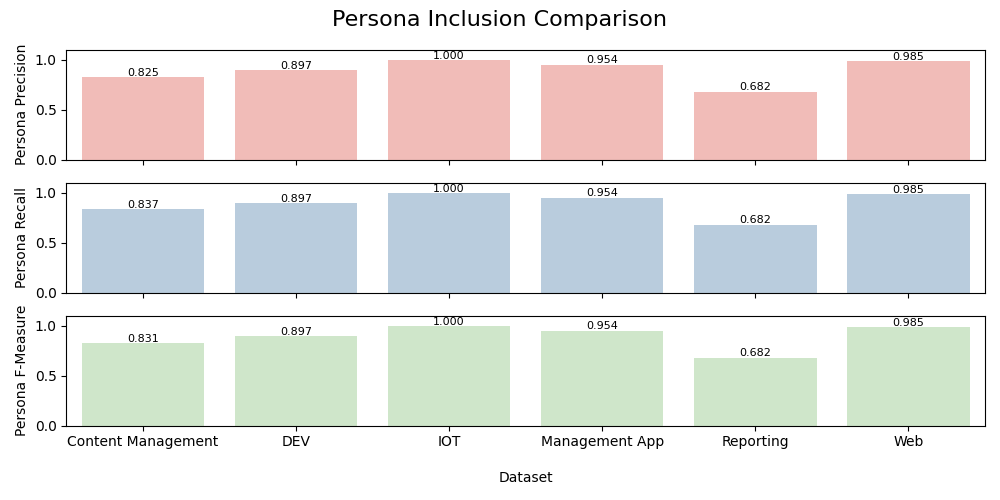 Persona Inclusion Comparison
Persona Precision
1.0
0.5
0.0
0.825
0.897
1.000
0.954
0.682
0.985
Persona Recall
1.0
0.5
0.0
0.837
0.897
1.000
0.954
0.682
0.985
Persona F-Measure
1.0
0.5
0.0
0.831
0.897
1.000
0.954
0.682
0.985
Content Management
DEV
IOT
Management App
Reporting
Web
Dataset